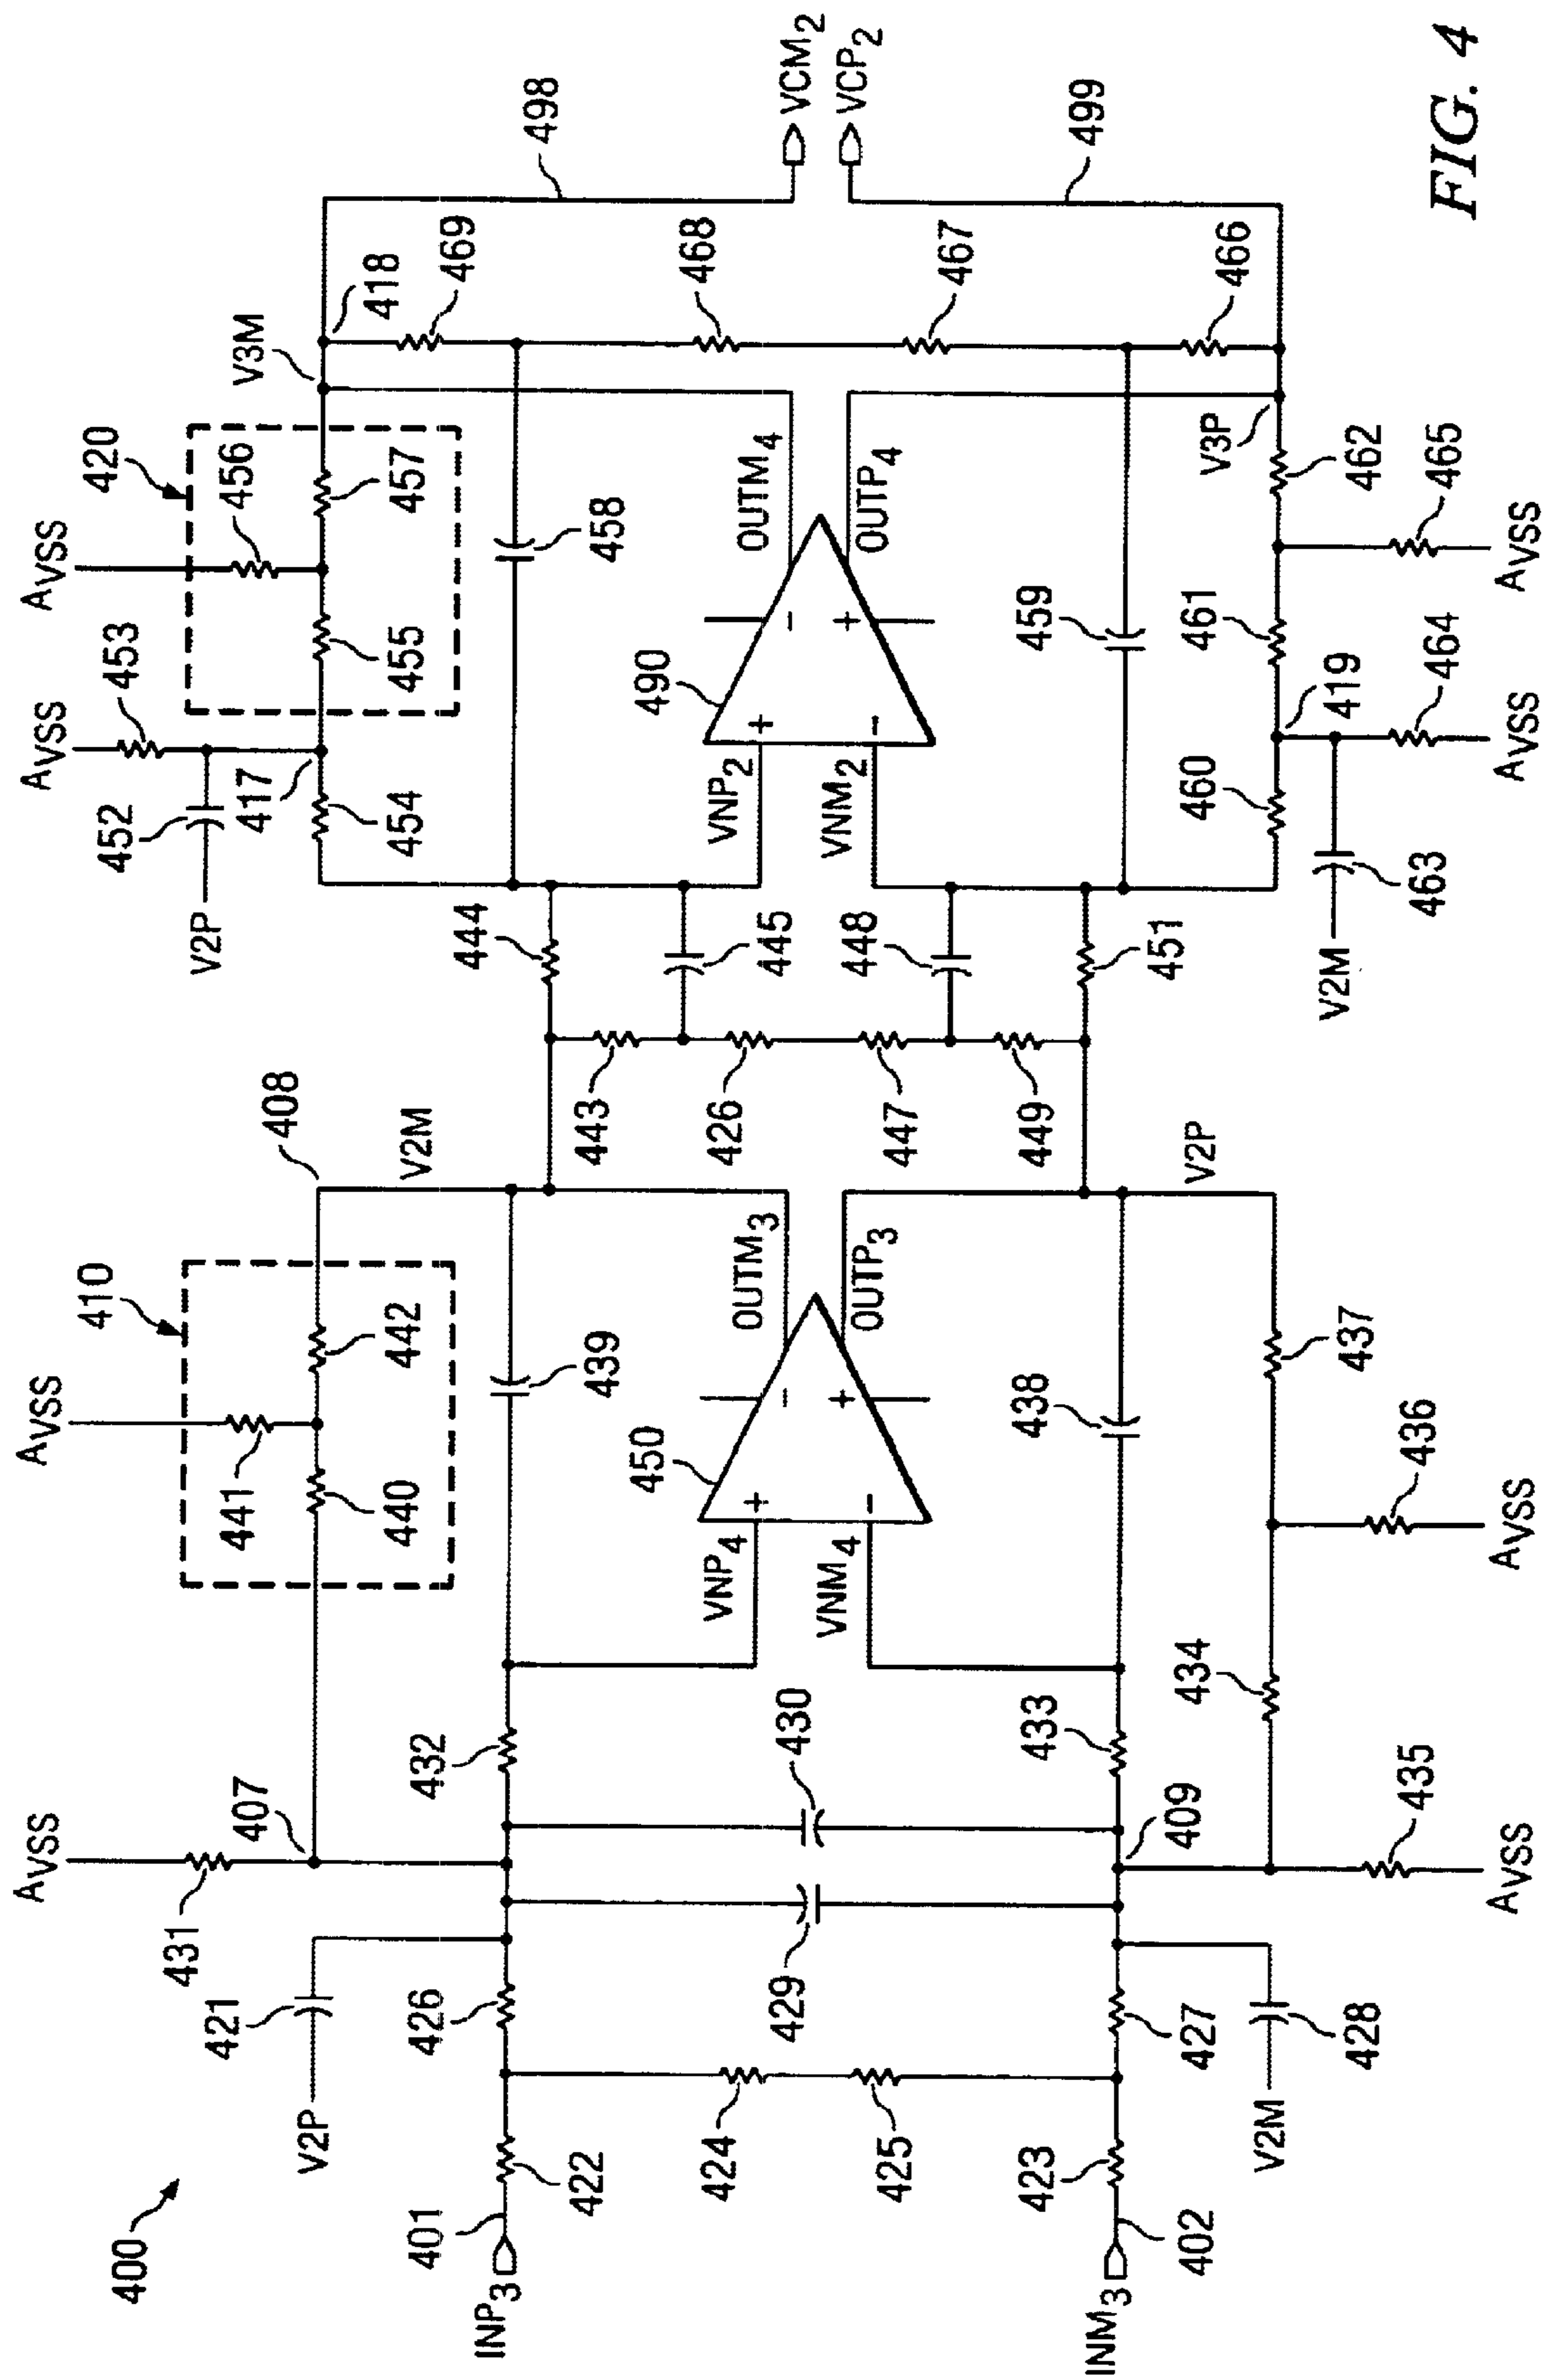 400
INP3
401
422
INM3
402
423
424
425
V2P
421
426
V2M
428
427
429
430
AVSS
431
407
432
409
433
434
435
AVSS
410
AVSS
441
440
442
408
V2M
439
450
VNP4
VNM4
OUTM3
OUTP3
+
-
-
+
438
436
AVSS
437
V2P
443
426
447
449
444
445
448
451
V2P
452
AVSS
453
417
454
420
AVSS
456
455
457
V3M
418
458
490
VNP2
VNM2
OUTM4
OUTP4
+
-
-
+
459
460
461
419
V2M
463
464
AVSS
462
V3P
465
AVSS
469
468
467
466
498
499
VCM2
VCP2
FIG. 4